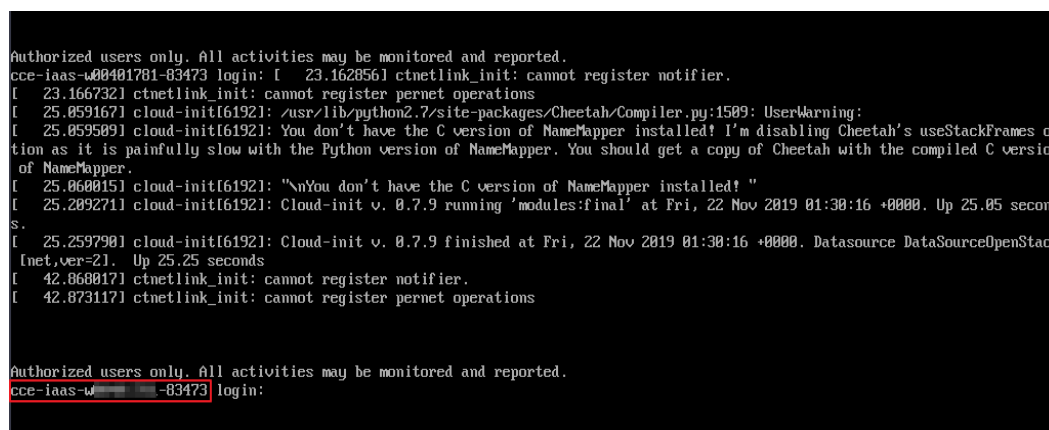 Authorized users only. All activities may be monitored and reported.
cce-iaas-w00401781-83473 login: [   23.162856] ctnetlink_init: cannot register notifier.
[   23.166732] ctnetlink_init: cannot register pernet operations
[   25.059167] cloud-init[6192]: /usr/lib/python2.7/site-packages/Cheetah/Compiler.py:1509: UserWarning:
[   25.059509] cloud-init[6192]: You don't have the C version of NameMapper installed! I'm disabling Cheetah's useStackFrames o
tion as it is painfully slow with the Python version of NameMapper. You should get a copy of Cheetah with the compiled C versio
 of NameMapper.
[   25.060015] cloud-init[6192]: "\nYou don't have the C version of NameMapper installed! "
[   25.209271] cloud-init[6192]: Cloud-init v. 0.7.9 running 'modules:final' at Fri, 22 Nov 2019 01:30:16 +0000. Up 25.05 secon
s.
[   25.259790] cloud-init[6192]: Cloud-init v. 0.7.9 finished at Fri, 22 Nov 2019 01:30:16 +0000. Datasource DataSourceOpenStac
 [net,ver=2].  Up 25.25 seconds
[   42.868017] ctnetlink_init: cannot register notifier.
[   42.873117] ctnetlink_init: cannot register pernet operations
Authorized users only. All activities may be monitored and reported.
cce-iaas-w -83473 login: